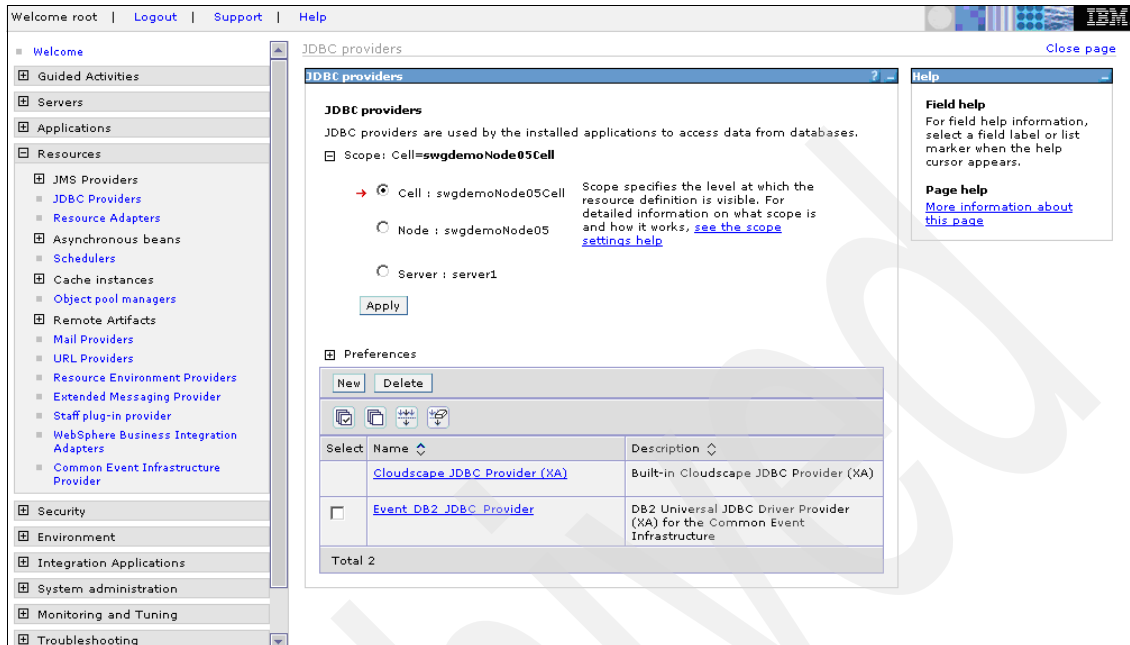 Welcome root | Logout | Support | Help
IBM
Welcome
Guided Activities
Servers
Applications
Resources
JMS Providers
JDBC Providers
Resource Adapters
Asynchronous beans
Schedulers
Cache instances
Object pool managers
Remote Artifacts
Mail Providers
URL Providers
Resource Environment Providers
Extended Messaging Provider
Staff plug-in provider
WebSphere Business Integration
Adapters
Common Event Infrastructure
Provider
Security
Environment
Integration Applications
System administration
Monitoring and Tuning
Troubleshooting
JDBC providers
Close page
JDBC providers ? _
JDBC providers
JDBC providers are used by the installed applications to access data from databases.
Scope: Cell=swgdemoNode05Cell
Cell : swgdemoNode05Cell
Node : swgdemoNode05
Server : server1
Scope specifies the level at which the
resource definition is visible. For
detailed information on what scope is
and how it works, see the scope
settings help
Apply
Preferences
New Delete
Select Name Description
Cloudscape JDBC Provider (XA) Built-in Cloudscape JDBC Provider (XA)
Event DB2 JDBC Provider DB2 Universal JDBC Driver Provider
(XA) for the Common Event
Infrastructure
Total 2
Help _
Field help
For field help information,
select a field label or list
marker when the help
cursor appears.
Page help
More information about
this page